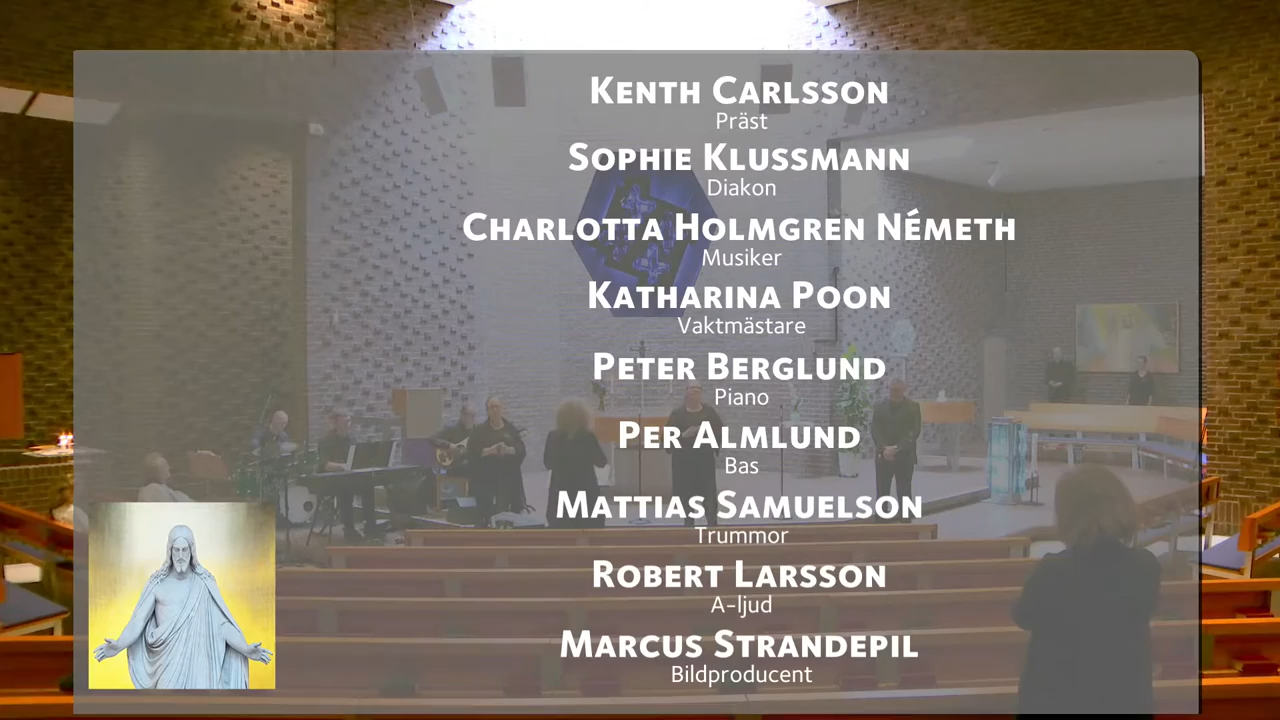 Kenth Carlsson
Präst
Sophie Klussmann
Diakon
Charlotta Holmgren Németh
Musiker
Katharina Poon
Vaktmästare
Peter Berglund
Piano
Per Almlund
Bas
Mattias Samuelson
Trummor
Robert Larsson
A-ljud
Marcus Strandepil
Bildproducent